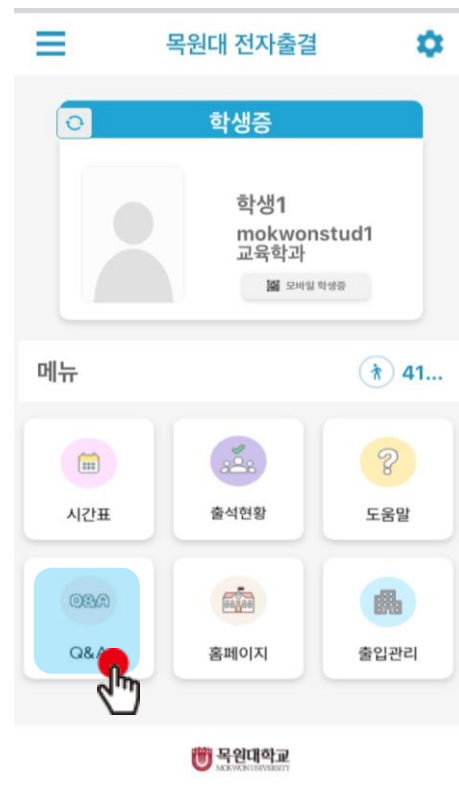 목원대 전자출결
학생증
학생1
mokwonstud1
교육학과
모바일 학생증
메뉴
41...
시간표
출석현황
도움말
Q&A
Q&A
홈페이지
출입관리
목원대학교
MOKWON UNIVERSITY